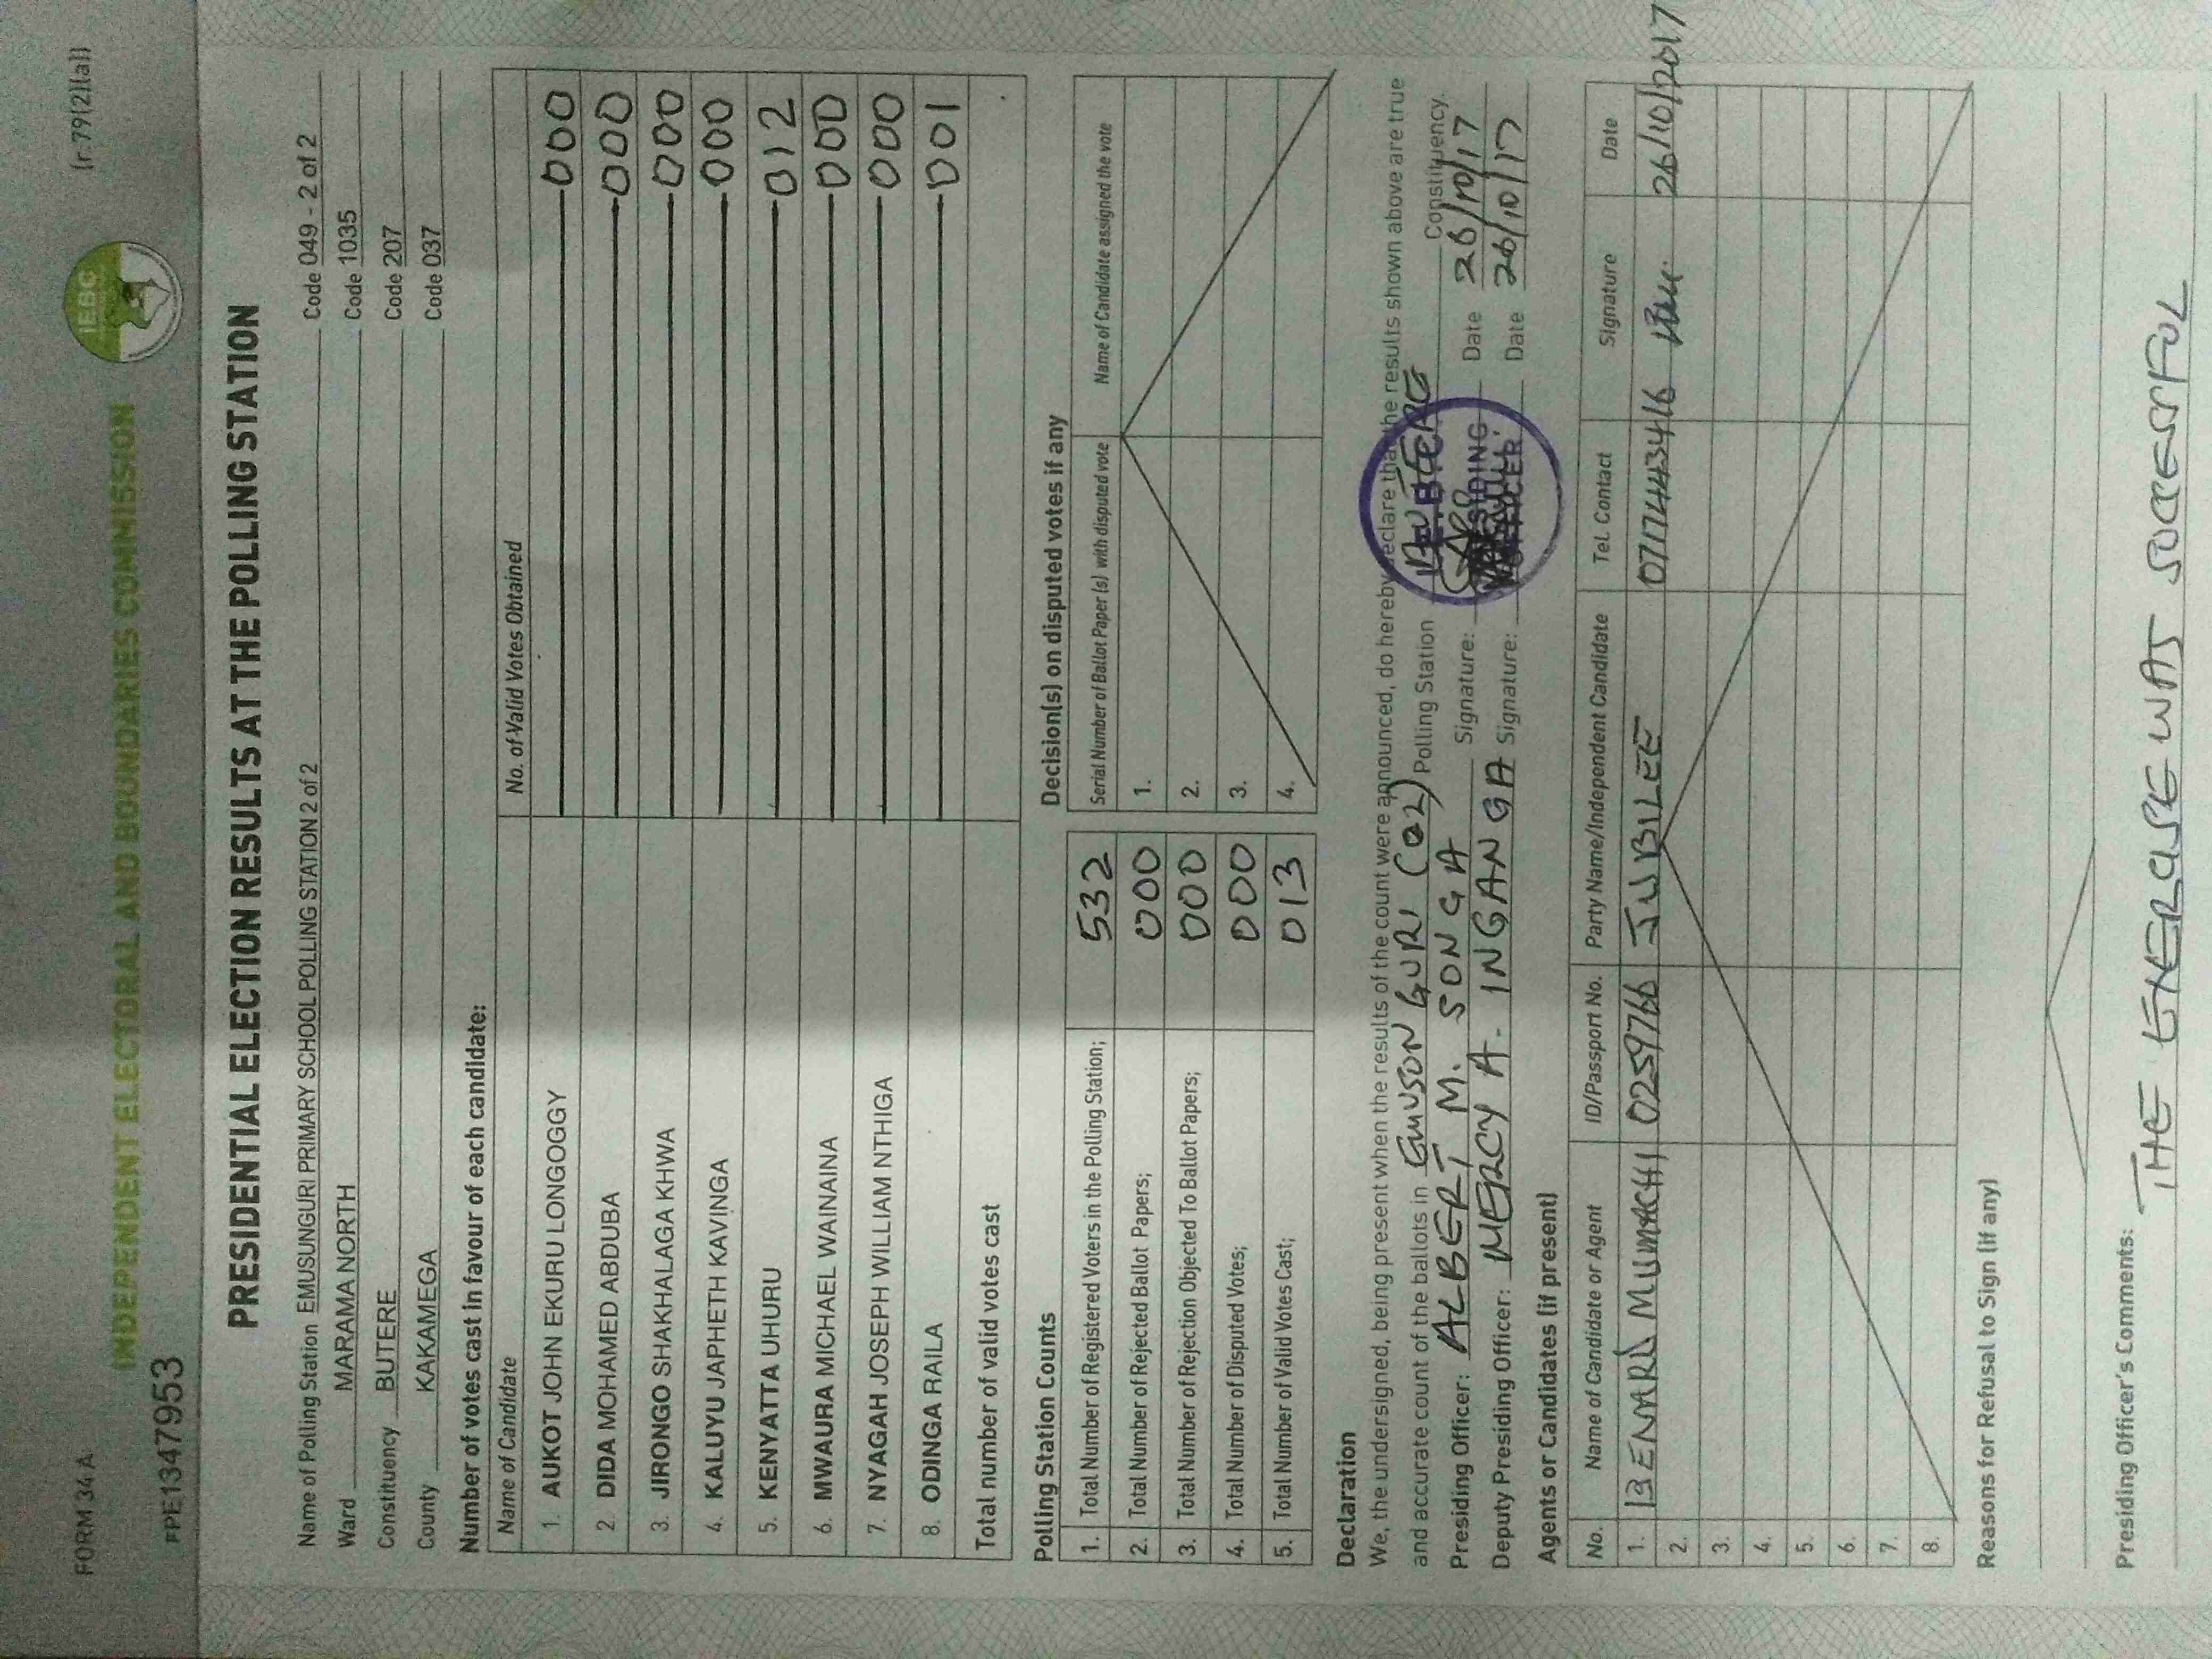 FORM 34 A (r.79(2)(a))
IEBC
INDEPENDENT ELECTORAL AND BOUNDARIES COMMISSION
FPE1347953
PRESIDENTIAL ELECTION RESULTS AT THE POLLING STATION
Name of Polling Station EMUSUNGURI PRIMARY SCHOOL POLLING STATION 2 of 2 Code 049 - 2 of 2
Ward MARAMA NORTH Code 1035
Constituency BUTERE Code 207
County KAKAMEGA Code 037
Number of votes cast in favour of each candidate:
Name of Candidate No. of Valid Votes Obtained
1. AUKOT JOHN EKURU LONGOGGY 000
2. DIDA MOHAMED ABDUBA 000
3. JIRONGO SHAKHALAGA KHWA 000
4. KALUYU JAPHETH KAVINGA 000
5. KENYATTA UHURU 012
6. MWAURA MICHAEL WAINAINA 000
7. NYAGAH JOSEPH WILLIAM NTHIGA 000
8. ODINGA RAILA 001
Total number of valid votes cast
Polling Station Counts
1. Total Number of Registered Voters in the Polling Station; 532
2. Total Number of Rejected Ballot Papers; 000
3. Total Number of Rejection Objected To Ballot Papers; 000
4. Total Number of Disputed Votes; 000
5. Total Number of Valid Votes Cast; 013
Decision(s) on disputed votes if any
Serial Number of Ballot Paper (s) with disputed vote Name of Candidate assigned the vote
1.
2.
3.
4.
Declaration
We, the undersigned, being present when the results of the count were announced, do hereby declare that the results shown above are true
and accurate count of the ballots in EMUSONGURI (02) Polling Station BUTERE Constituency.
Presiding Officer: ALBERT M. SONGA Signature: Date 26/10/17
Deputy Presiding Officer: MERCY A. INGANGA Signature: Date 26/10/17
PRESIDING OFFICER
Agents or Candidates (if present)
No. Name of Candidate or Agent ID/Passport No. Party Name/Independent Candidate Tel. Contact Signature Date
1. BENARD MUMACHI 0259766 JUBILEE 0717443416 26/10/2017
2.
3.
4.
5.
6.
7.
8.
Reasons for Refusal to Sign (if any)
Presiding Officer's Comments: THE EXERCISE WAS SUCCESSFUL